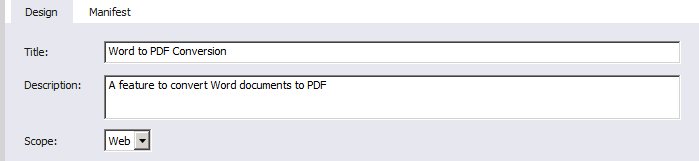 Design Manifest
Title: Word to PDF Conversion
Description: A feature to convert Word documents to PDF
Scope: Web